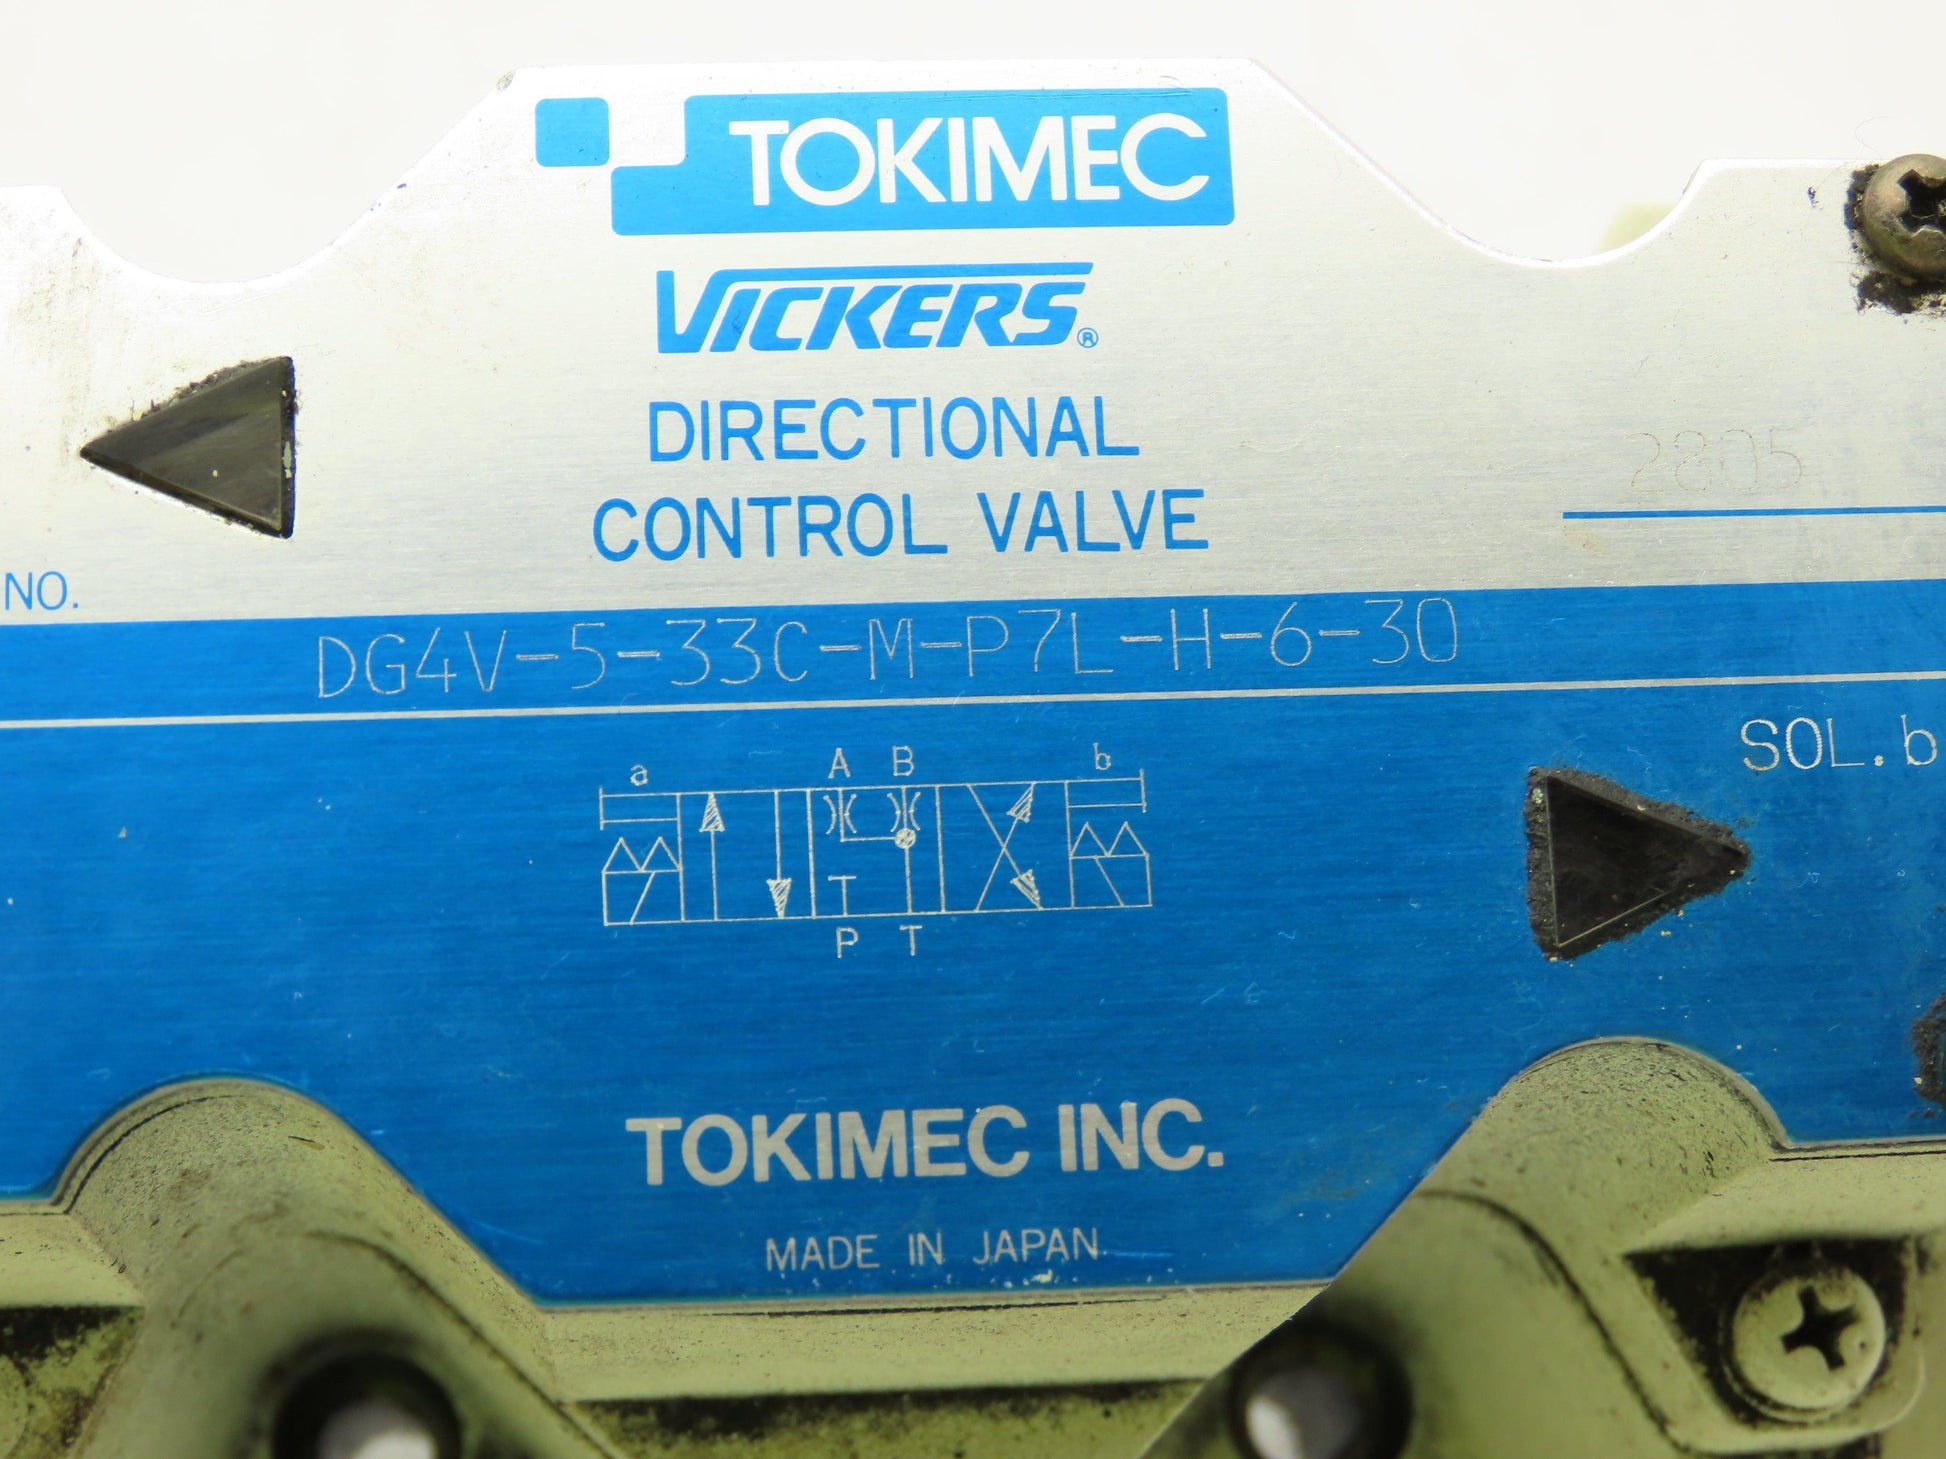 TOKIMEC
VICKERS®
DIRECTIONAL
CONTROL VALVE
2805
NO.
DG4V-5-33C-M-P7L-H-6-30
SOL.b
a A B b
P T
TOKIMEC INC.
MADE IN JAPAN